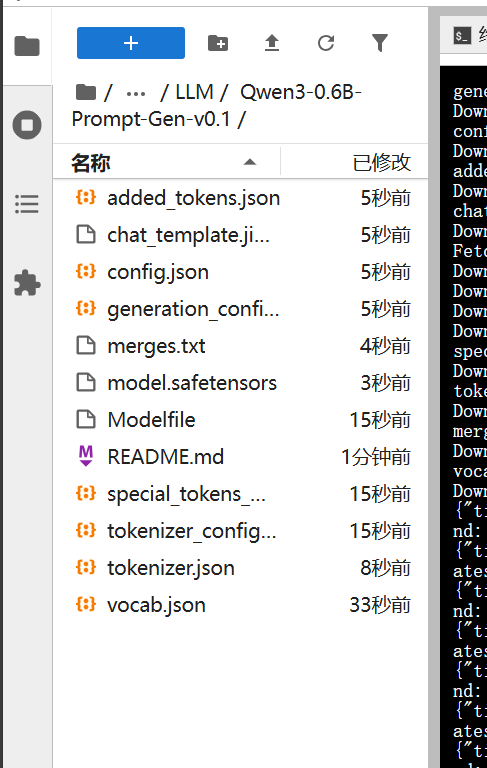 / ... / LLM / Qwen3-0.6B-
Prompt-Gen-v0.1 /
名称 已修改
added_tokens.json 5秒前
chat_template.ji... 5秒前
config.json 5秒前
generation_confi... 5秒前
merges.txt 4秒前
model.safetensors 3秒前
Modelfile 15秒前
README.md 1分钟前
special_tokens_... 15秒前
tokenizer_config... 15秒前
tokenizer.json 8秒前
vocab.json 33秒前
gene
Down
conf
Down
adde
Down
chat
Down
Fetc
Down
Down
Down
Down
spec
Down
toke
Down
merg
Down
voca
Down
{"ti
nd:
{"ti
ates
{"ti
nd:
{"ti
ates
{"ti
nd:
{"ti
ates
{"ti